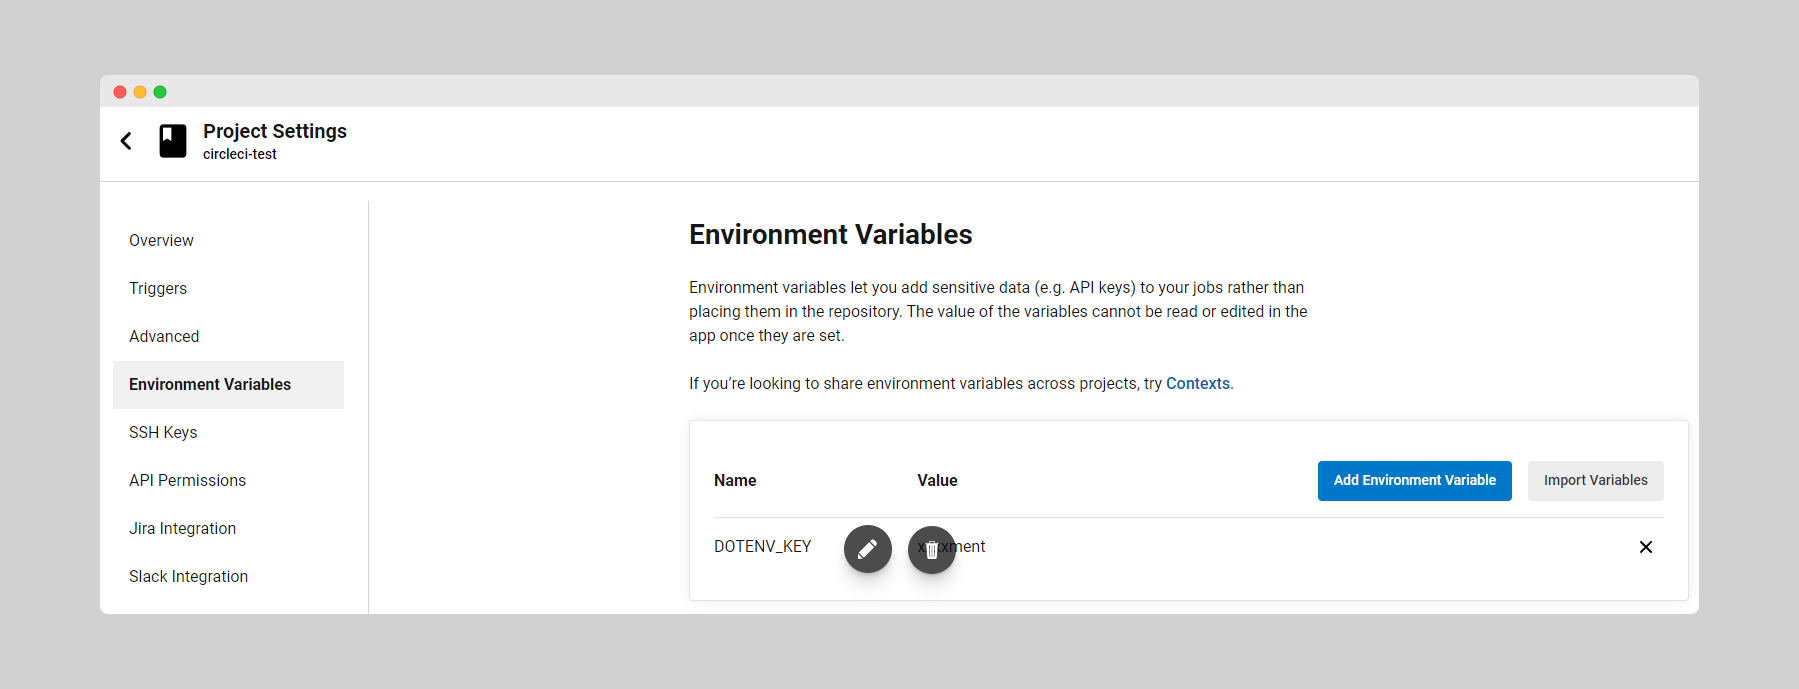 Project Settings
circleci-test
Overview
Triggers
Advanced
Environment Variables
SSH Keys
API Permissions
Jira Integration
Slack Integration
Environment Variables
Environment variables let you add sensitive data (e.g. API keys) to your jobs rather than
placing them in the repository. The value of the variables cannot be read or edited in the
app once they are set.
If you’re looking to share environment variables across projects, try Contexts.
Name Value Add Environment Variable Import Variables
DOTENV_KEY